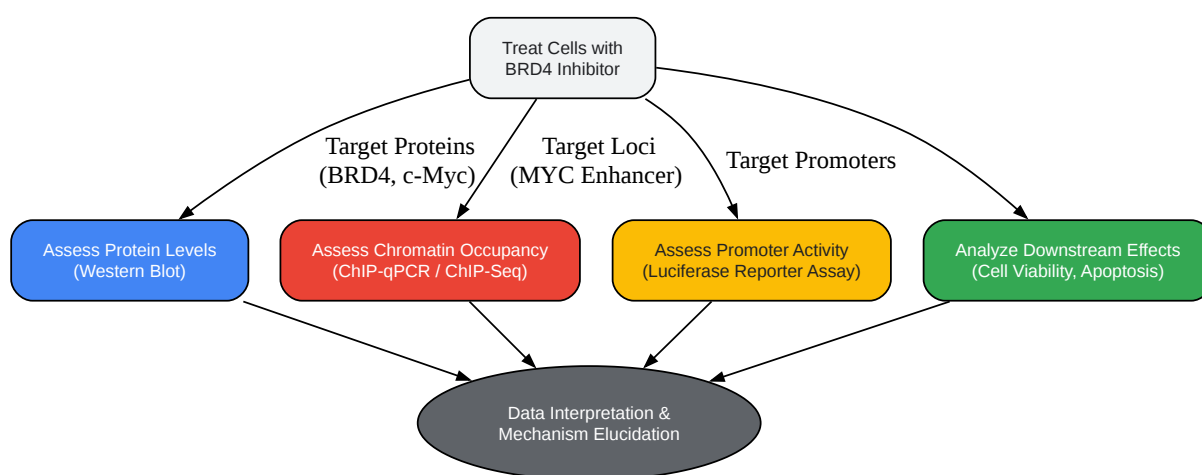 Treat Cells with
BRD4 Inhibitor
Target Proteins
(BRD4, c-Myc)
Target Loci
(MYC Enhancer)
Target Promoters
Assess Protein Levels
(Western Blot)
Assess Chromatin Occupancy
(ChIP-qPCR / ChIP-Seq)
Assess Promoter Activity
(Luciferase Reporter Assay)
Analyze Downstream Effects
(Cell Viability, Apoptosis)
Data Interpretation &
Mechanism Elucidation